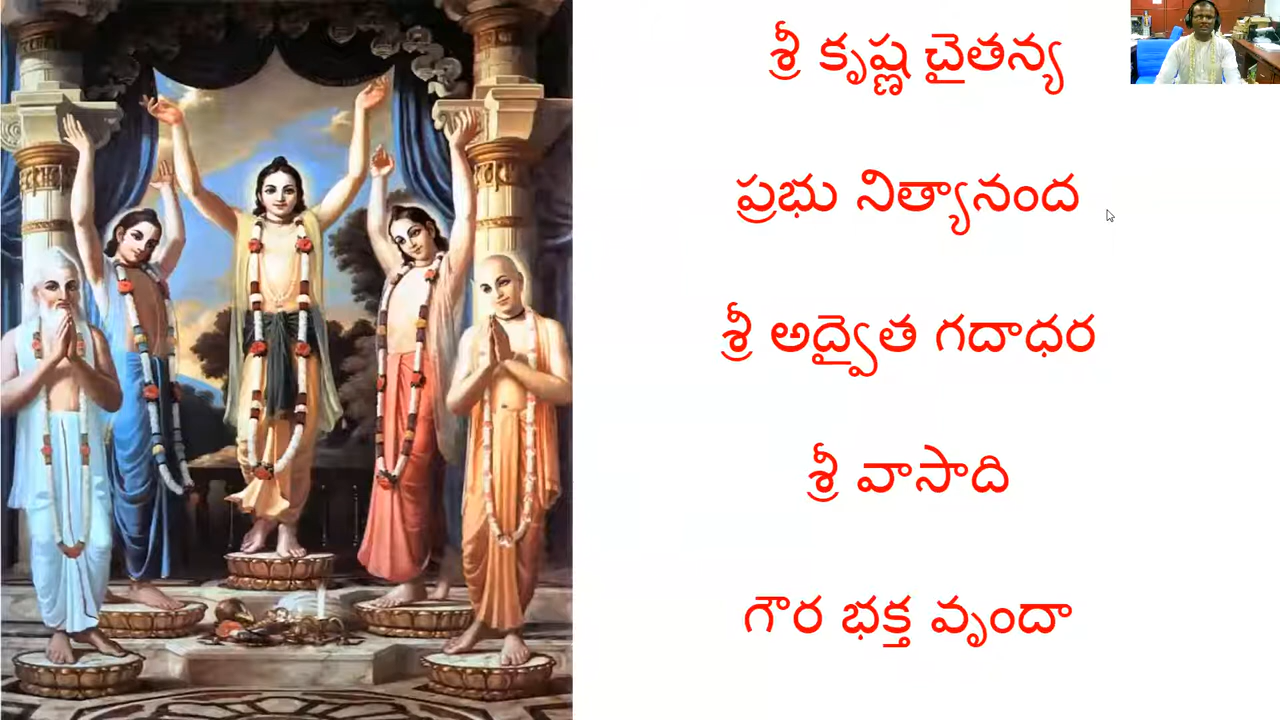 శ్రీ కృష్ణ చైతన్య
ప్రభు నిత్యానంద
శ్రీ అద్వైత గదాధర
శ్రీ వాసాది
గౌర భక్త వృందా